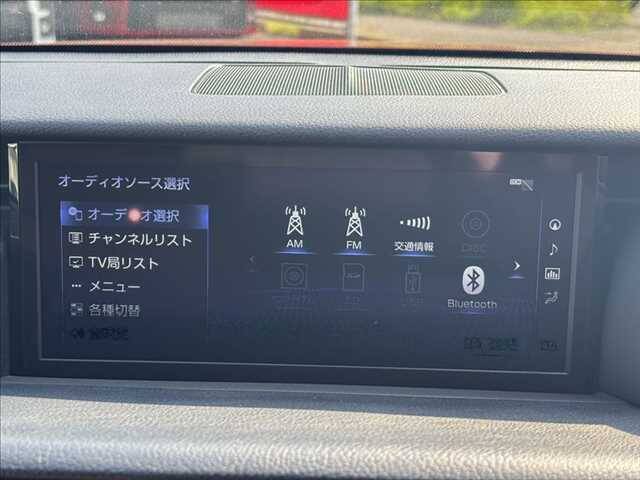 オーディオソース選択
オーディオ選択
チャンネルリスト
TV局リスト
メニュー
各種切替
AM
FM
交通情報
DISC
Bluetooth